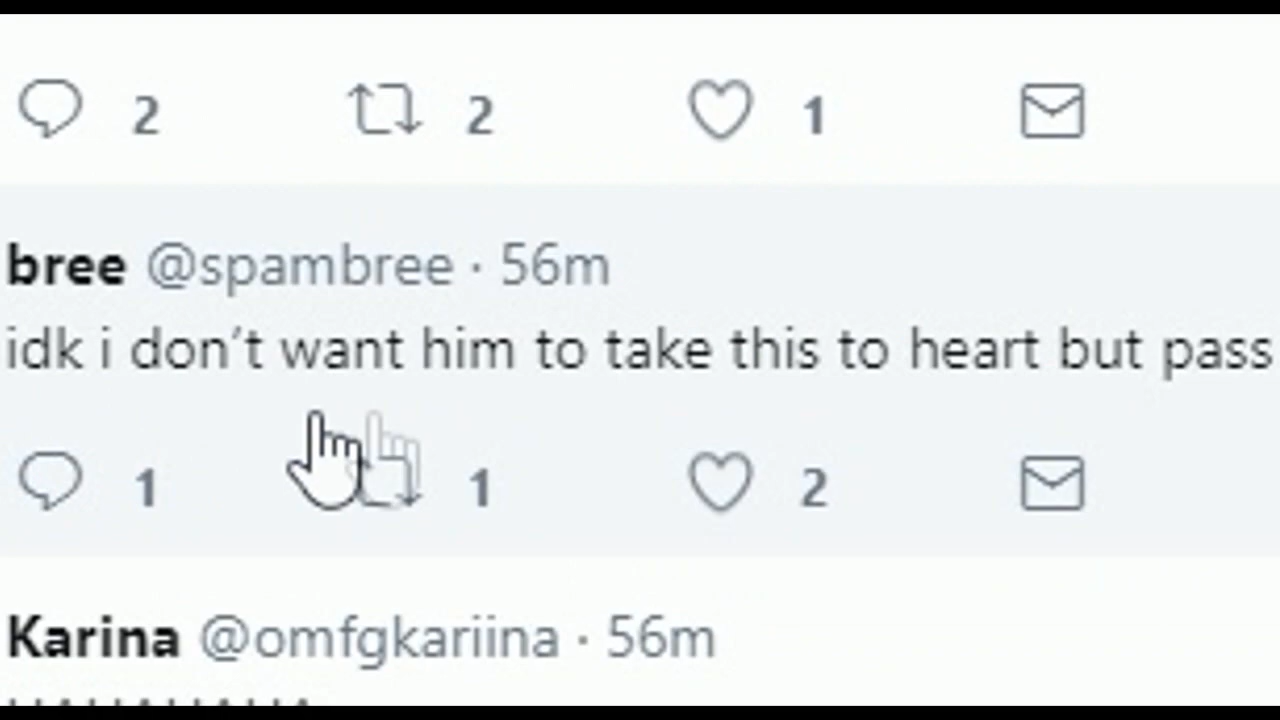 2 2 1
bree @spambree · 56m
idk i don't want him to take this to heart but pass
1 1 2
Karina @omfgkariina · 56m